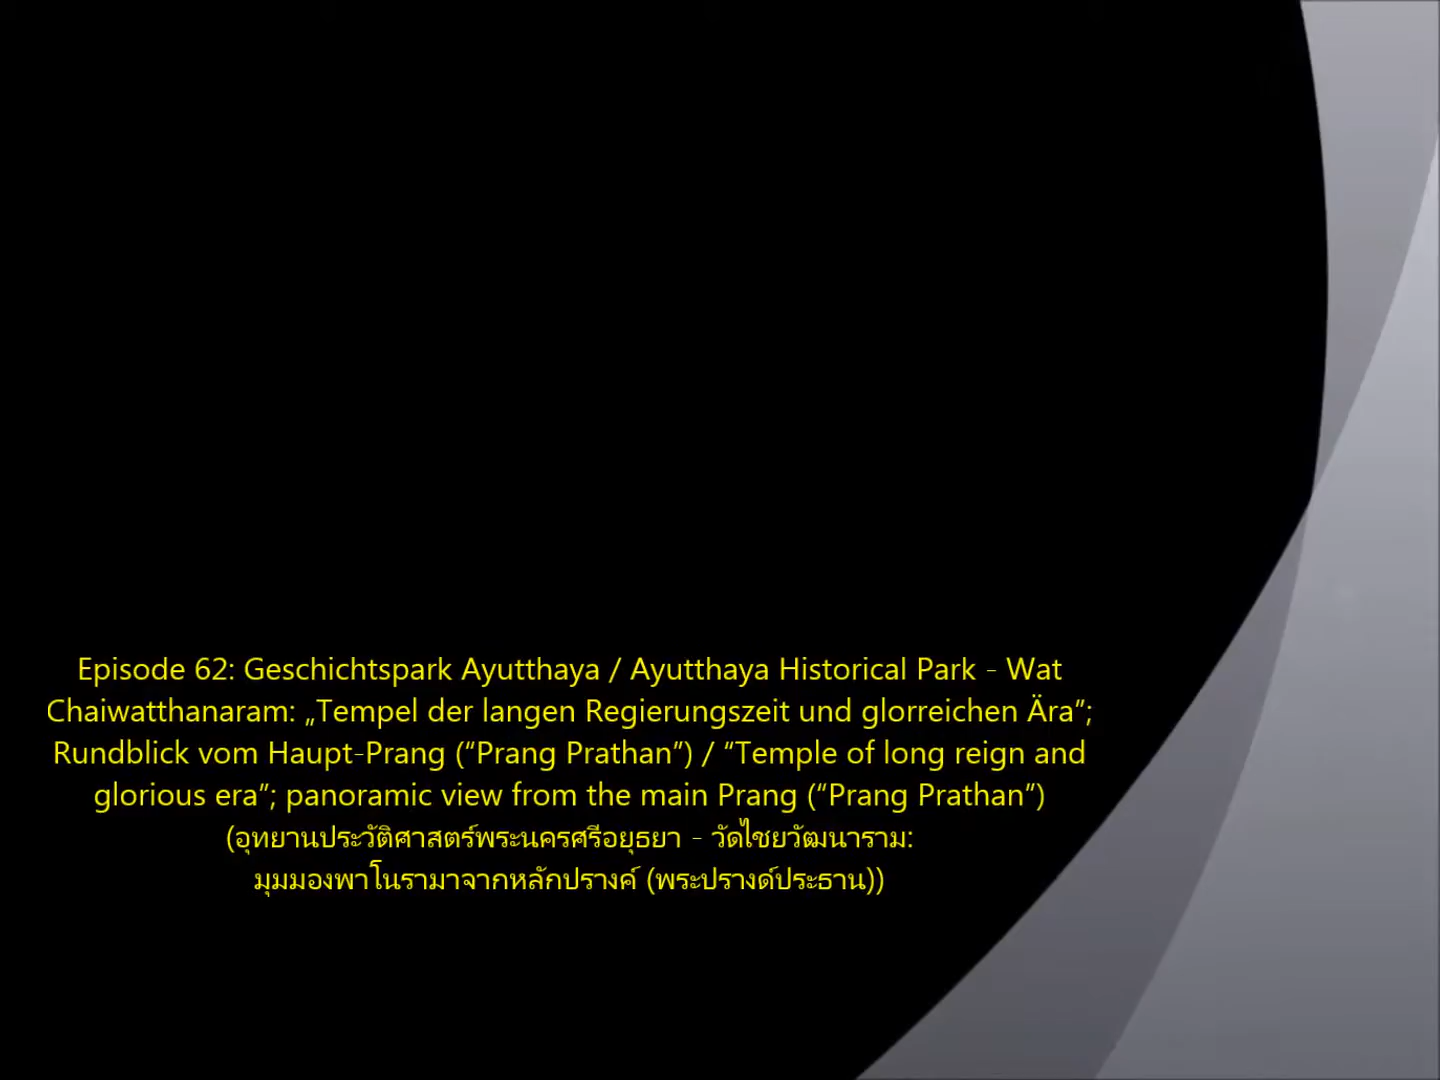 Episode 62: Geschichtspark Ayutthaya / Ayutthaya Historical Park - Wat
Chaiwatthanaram: „Tempel der langen Regierungszeit und glorreichen Ära”;
Rundblick vom Haupt-Prang (“Prang Prathan”) / “Temple of long reign and
glorious era”; panoramic view from the main Prang (“Prang Prathan”)
(อุทยานประวัติศาสตร์พระนครศรีอยุธยา - วัดไชยวัฒนาราม:
มุมมองพาโนรามาจากหลักปรางค์ (พระปรางด์ประธาน))